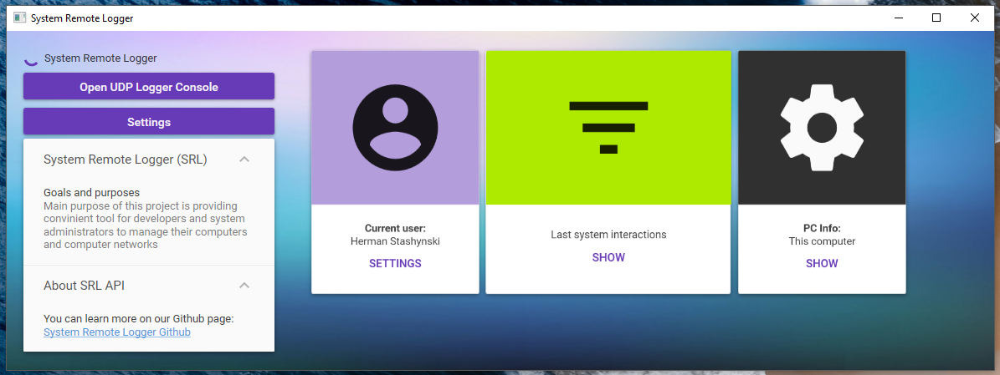 System Remote Logger
System Remote Logger
Open UDP Logger Console
Settings
System Remote Logger (SRL)
Goals and purposes
Main purpose of this project is providing
convinient tool for developers and system
administrators to manage their computers
and computer networks
About SRL API
You can learn more on our Github page:
System Remote Logger Github
Current user:
Herman Stashynski
SETTINGS
Last system interactions
SHOW
PC Info:
This computer
SHOW